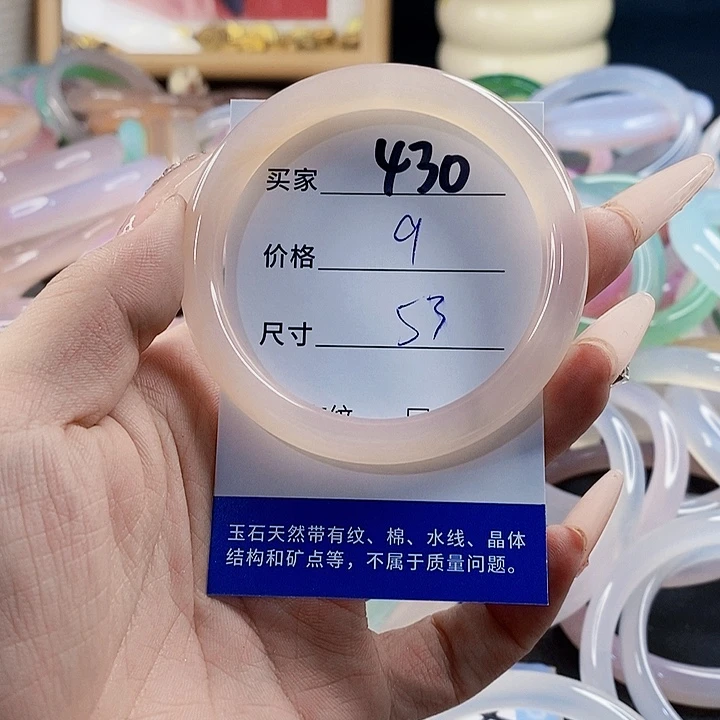 买家 430
价格 9
尺寸 53
纹
玉石天然带有纹、棉、水线、晶体
结构和矿点等，不属于质量问题。